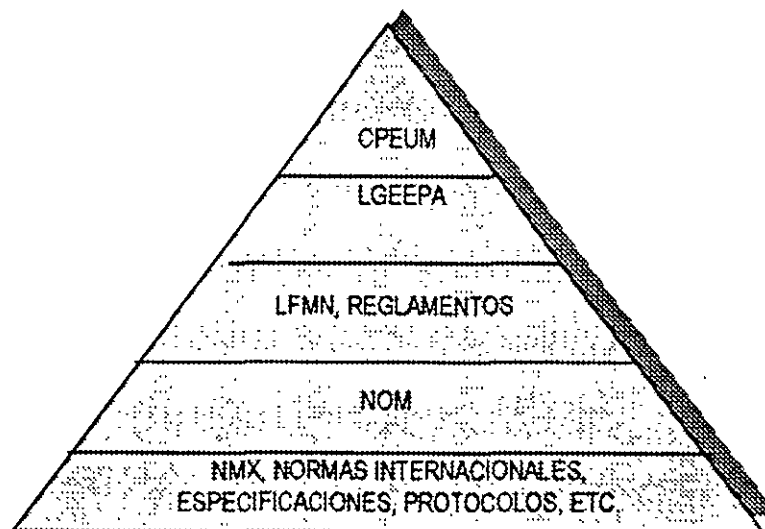 CPEUM
LGEEPA
LFMN, REGLAMENTOS
NOM
NMX, NORMAS INTERNACIONALES,
ESPECIFICACIONES, PROTOCOLOS, ETC